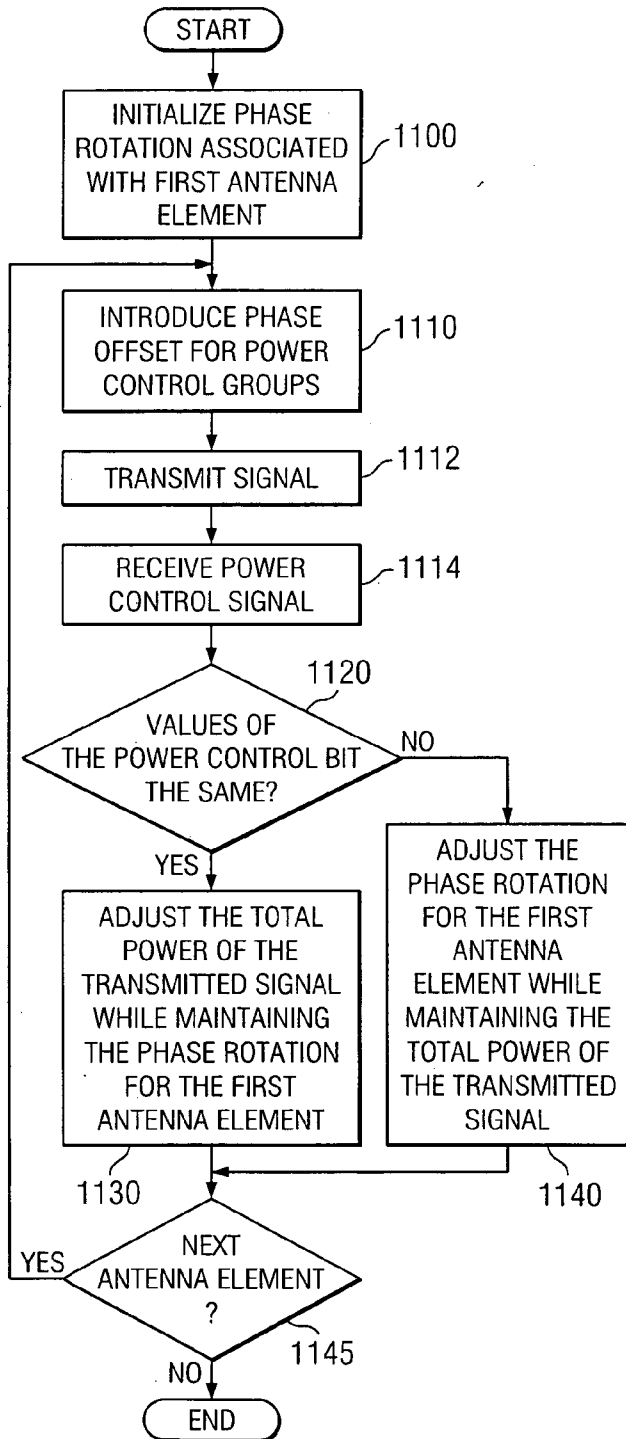 START
INITIALIZE PHASE
ROTATION ASSOCIATED
WITH FIRST ANTENNA
ELEMENT
1100
INTRODUCE PHASE
OFFSET FOR POWER
CONTROL GROUPS
1110
TRANSMIT SIGNAL
1112
RECEIVE POWER
CONTROL SIGNAL
1114
1120
VALUES OF
THE POWER CONTROL BIT
THE SAME?
NO
YES
ADJUST THE TOTAL
POWER OF THE
TRANSMITTED SIGNAL
WHILE MAINTAINING
THE PHASE ROTATION
FOR THE FIRST
ANTENNA ELEMENT
1130
ADJUST THE
PHASE ROTATION
FOR THE FIRST
ANTENNA
ELEMENT WHILE
MAINTAINING THE
TOTAL POWER OF
THE TRANSMITTED
SIGNAL
1140
YES
NEXT
ANTENNA ELEMENT
?
1145
NO
END